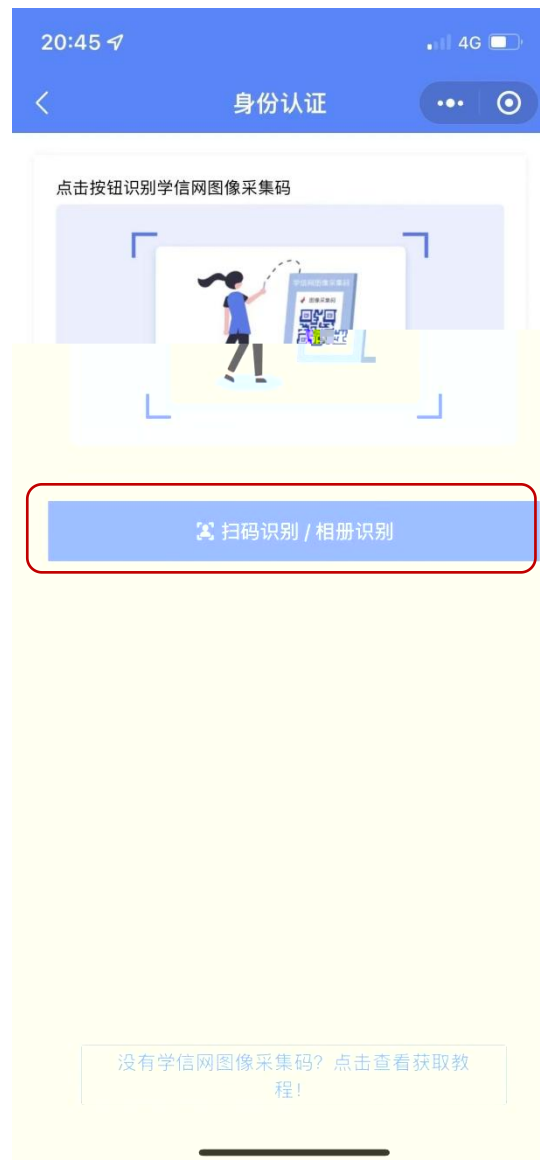 20:45
4G
身份认证
点击按钮识别学信网图像采集码
学信网图像采集码
图像采集码
扫码识别 / 相册识别
没有学信网图像采集码？点击查看获取教
程！